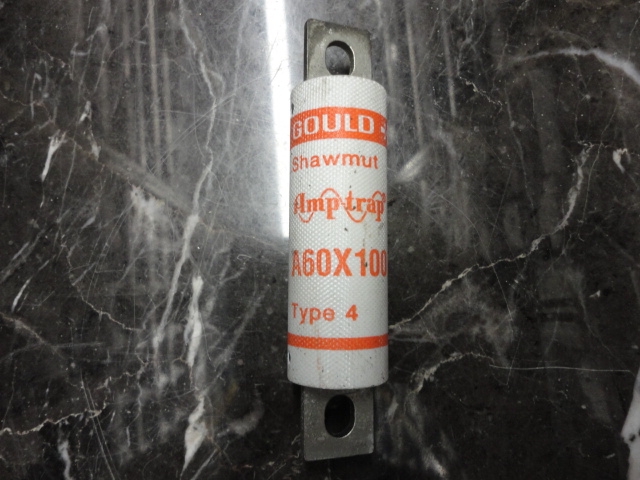 GOULD
Shawmut
Amp-trap
A60X100
Type 4